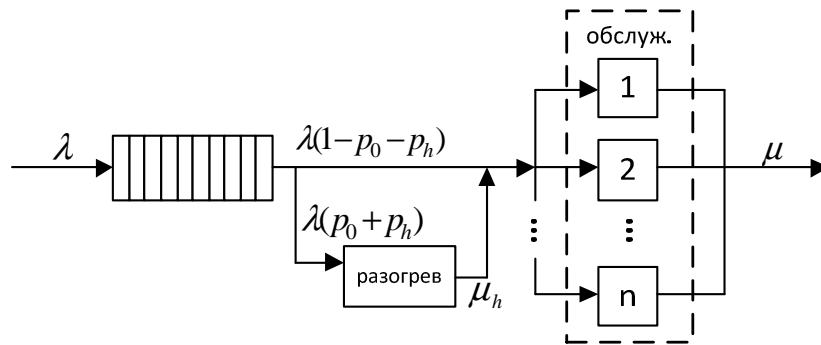 обслуж.
1
λ
λ(1−p₀−pₕ)
2
μ
λ(p₀+pₕ)
разогрев
μₕ
n